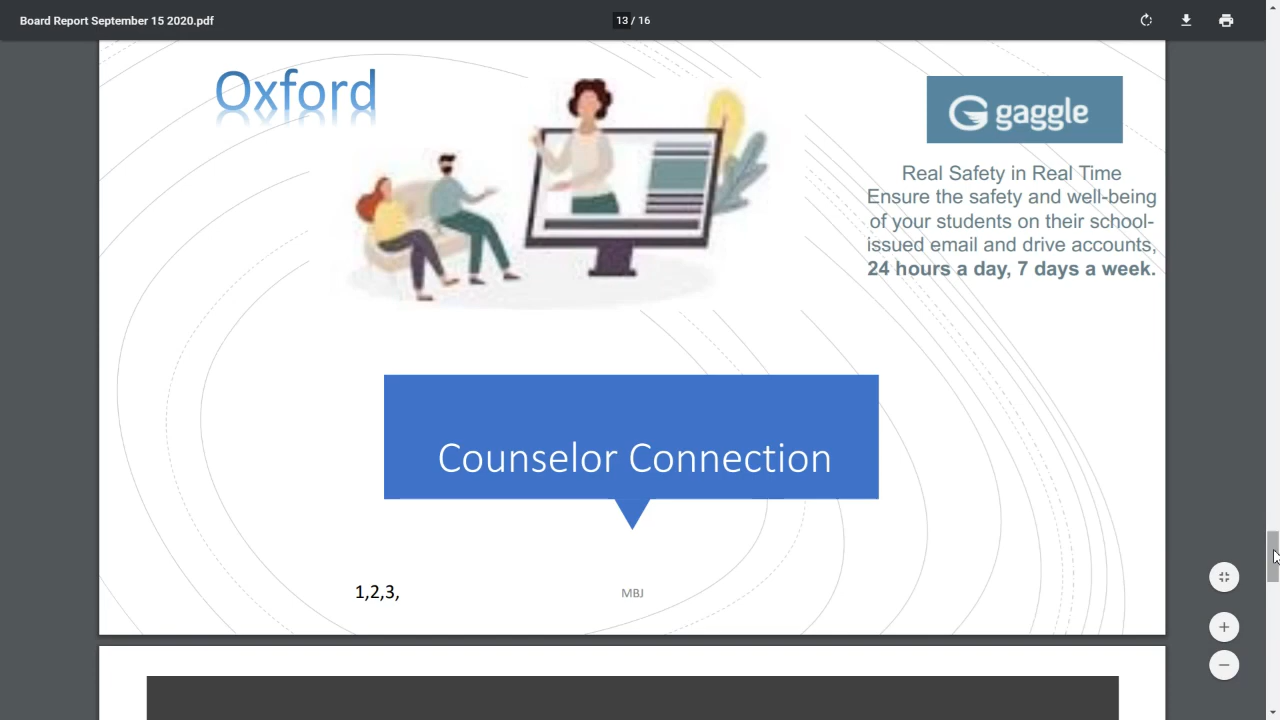 Board Report September 15 2020.pdf
13 / 16
Oxford
gaggle
Real Safety in Real Time
Ensure the safety and well-being
of your students on their school-
issued email and drive accounts,
24 hours a day, 7 days a week.
Counselor Connection
1,2,3,
MBJ